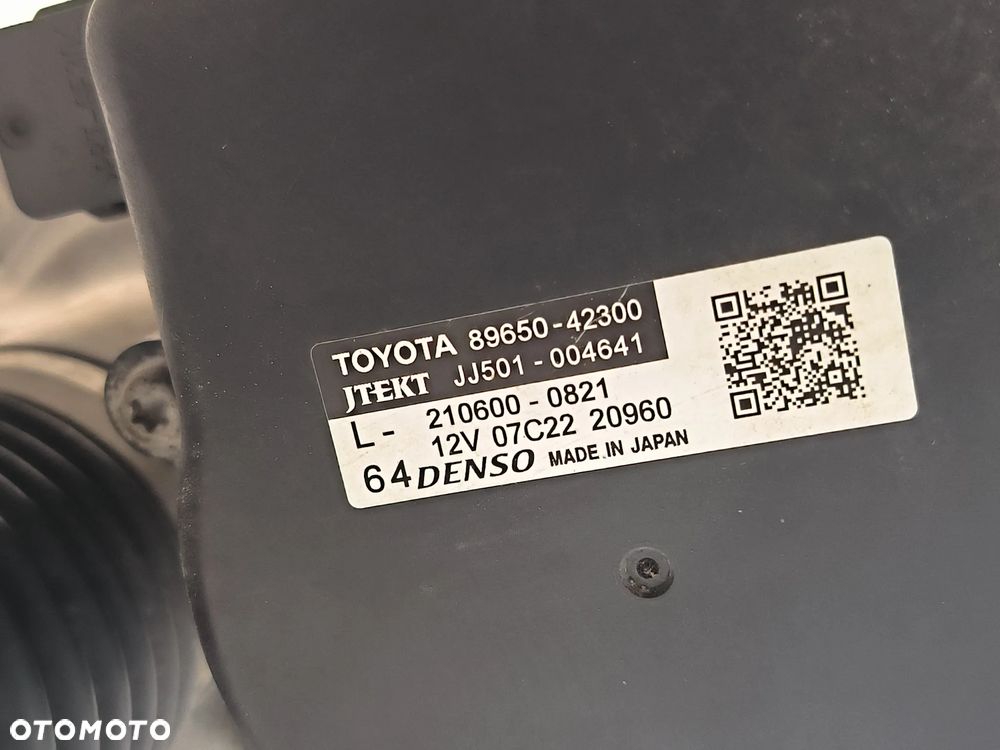 TOYOTA 89650-42300
JTEKT JJ501-004641
L- 210600-0821
12V 07C22 20960
64 DENSO MADE IN JAPAN
OTOMOTO